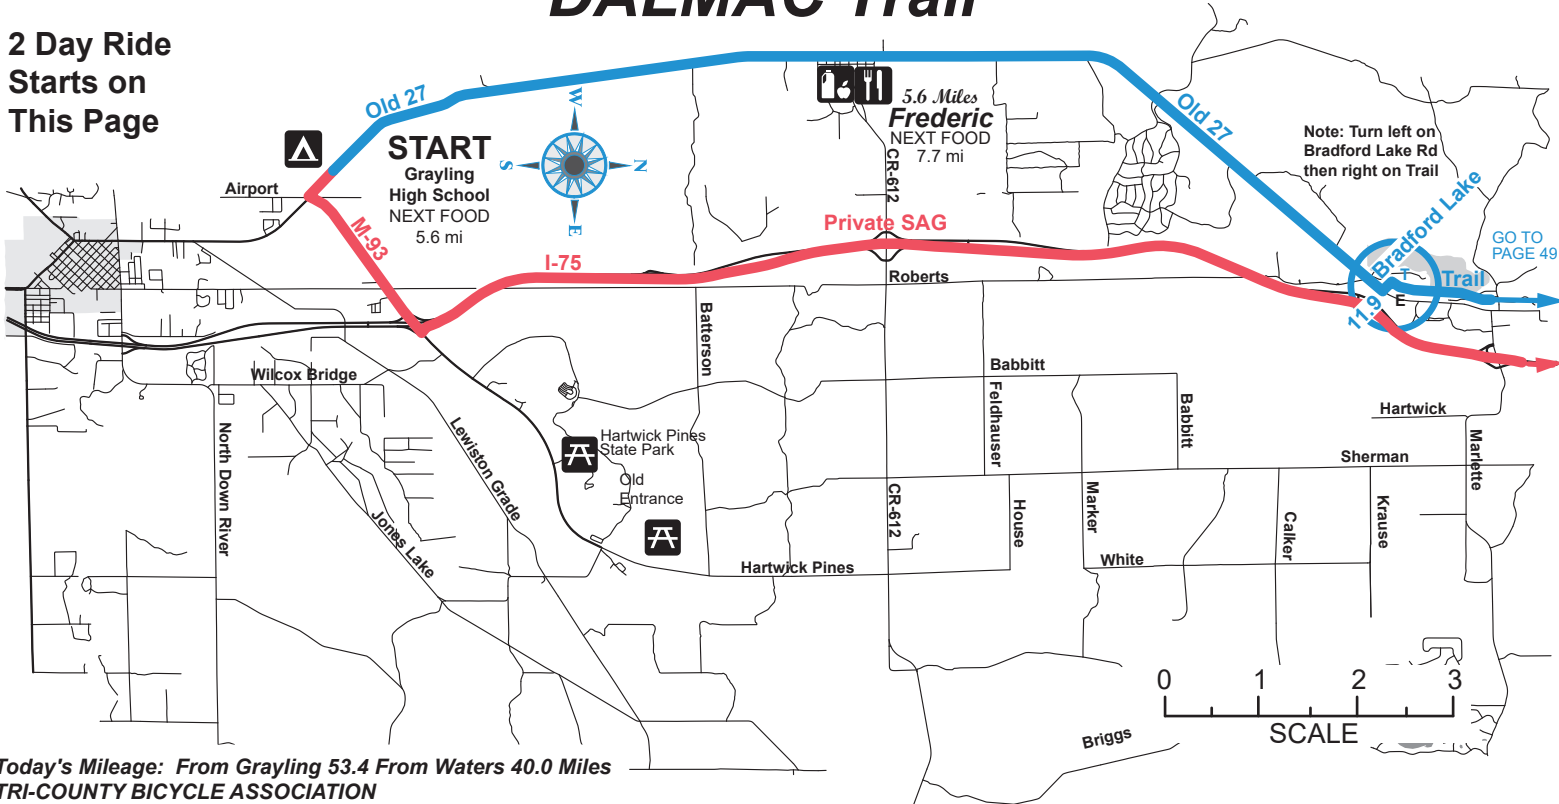 DALMAC Trail
2 Day Ride
Starts on
This Page
Old 27
START
Grayling
High School
NEXT FOOD
5.6 mi
W
S
N
E
5.6 Miles
Frederic
NEXT FOOD
7.7 mi
CR-612
Old 27
Note: Turn left on
Bradford Lake Rd
then right on Trail
Airport
M-93
I-75
Private SAG
Roberts
Bradford Lake
T
Trail
E
11.9
GO TO
PAGE 49
Batterson
Wilcox Bridge
Babbitt
Feldhauser
Babbitt
Hartwick
Marlette
Sherman
North Down River
Lewiston Grade
Jones Lake
Hartwick Pines
State Park
Old
Entrance
CR-612
House
Marker
Calker
Krause
White
Hartwick Pines
Briggs
0 1 2 3
SCALE
Today's Mileage: From Grayling 53.4 From Waters 40.0 Miles
TRI-COUNTY BICYCLE ASSOCIATION